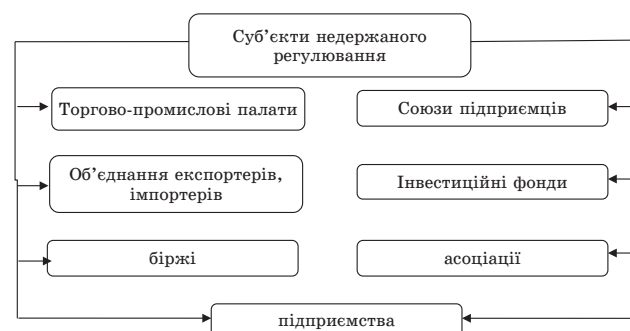 Суб’єкти недержаного
регулювання
Торгово-промислові палати
Союзи підприємців
Об’єднання експортерів,
імпортерів
Інвестиційні фонди
біржі
асоціації
підприємства